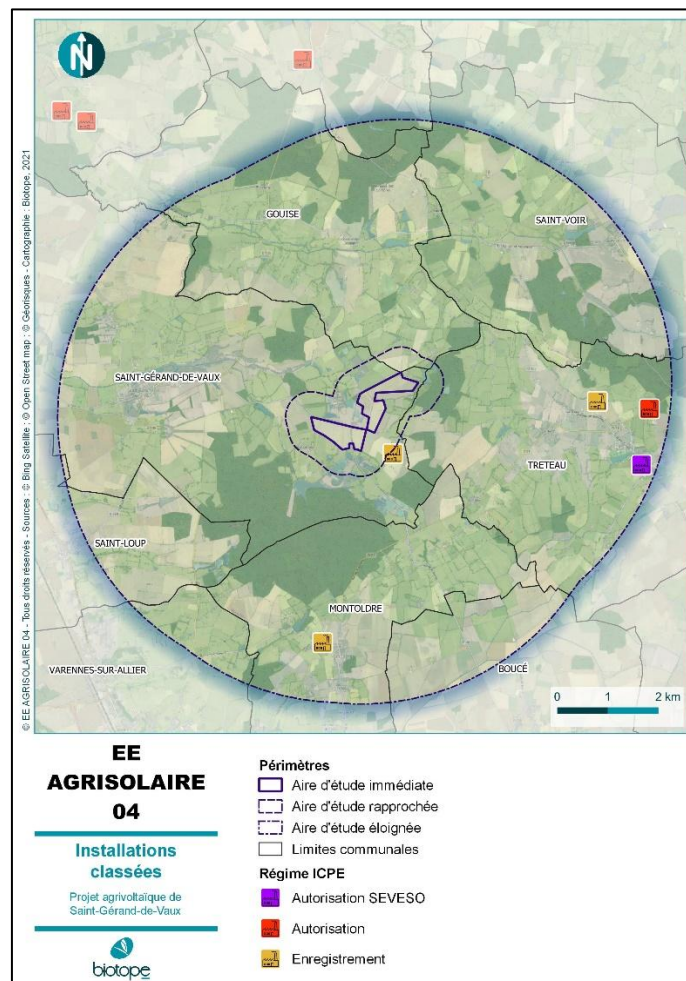 N
GOUISE
SAINT-VOIR
SAINT-GÉRAND-DE-VAUX
TRETEAU
SAINT-LOUP
MONTOLDRE
VARENNES-SUR-ALLIER
BOUCÉ
0 1 2 km
© EE AGRISOLAIRE 04 - Tous droits réservés - Sources : © Bing Satellite : © Open Street map : © Géorisques - Cartographie : Biotope, 2021
EE
AGRISOLAIRE
04
Installations
classées
Projet agrivoltaïque de
Saint-Gérand-de-Vaux
biotope
Périmètres
Aire d'étude immédiate
Aire d'étude rapprochée
Aire d'étude éloignée
Limites communales
Régime ICPE
Autorisation SEVESO
Autorisation
Enregistrement